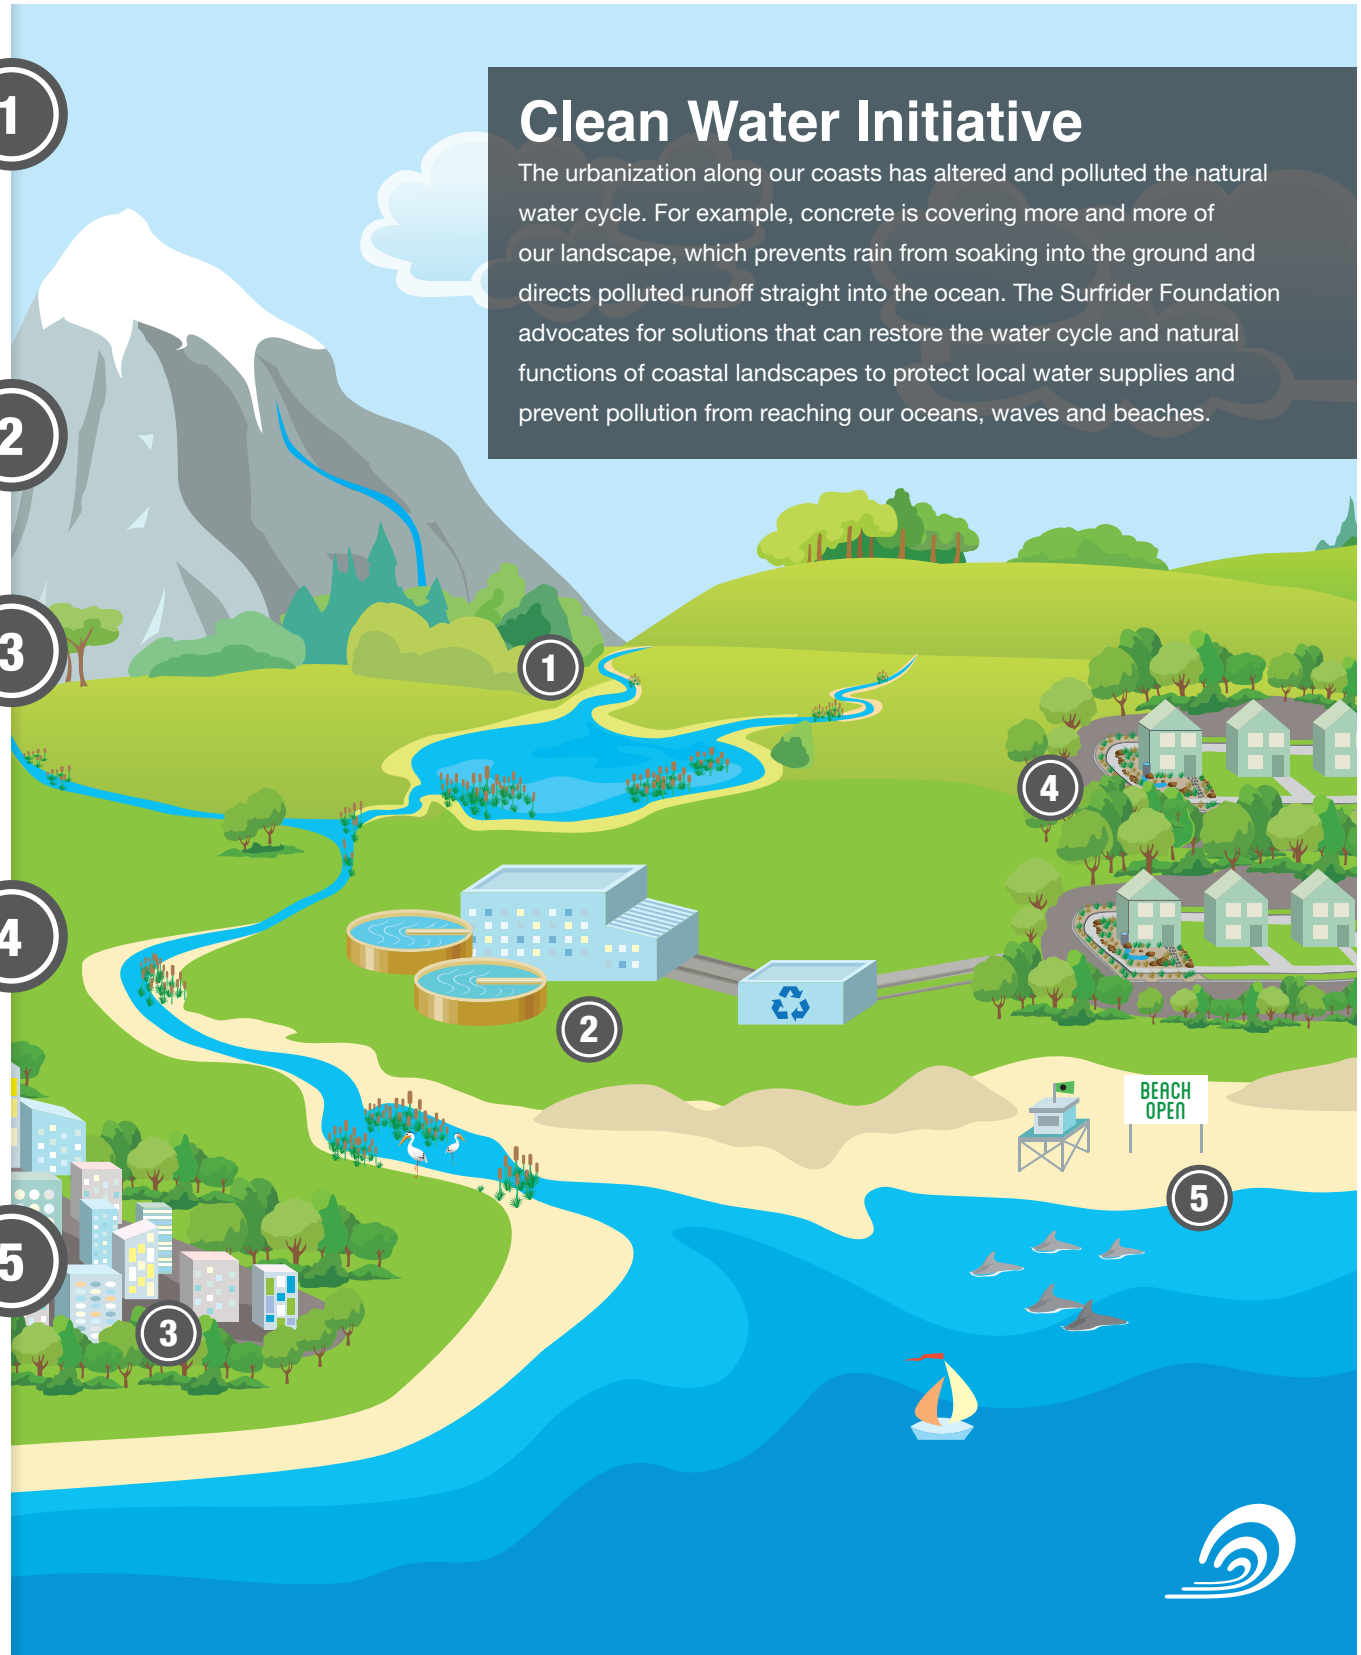 Clean Water Initiative
The urbanization along our coasts has altered and polluted the natural
water cycle. For example, concrete is covering more and more of
our landscape, which prevents rain from soaking into the ground and
directs polluted runoff straight into the ocean. The Surfrider Foundation
advocates for solutions that can restore the water cycle and natural
functions of coastal landscapes to protect local water supplies and
prevent pollution from reaching our oceans, waves and beaches.
1
2
3
4
5
1
4
2
BEACH
OPEN
5
3